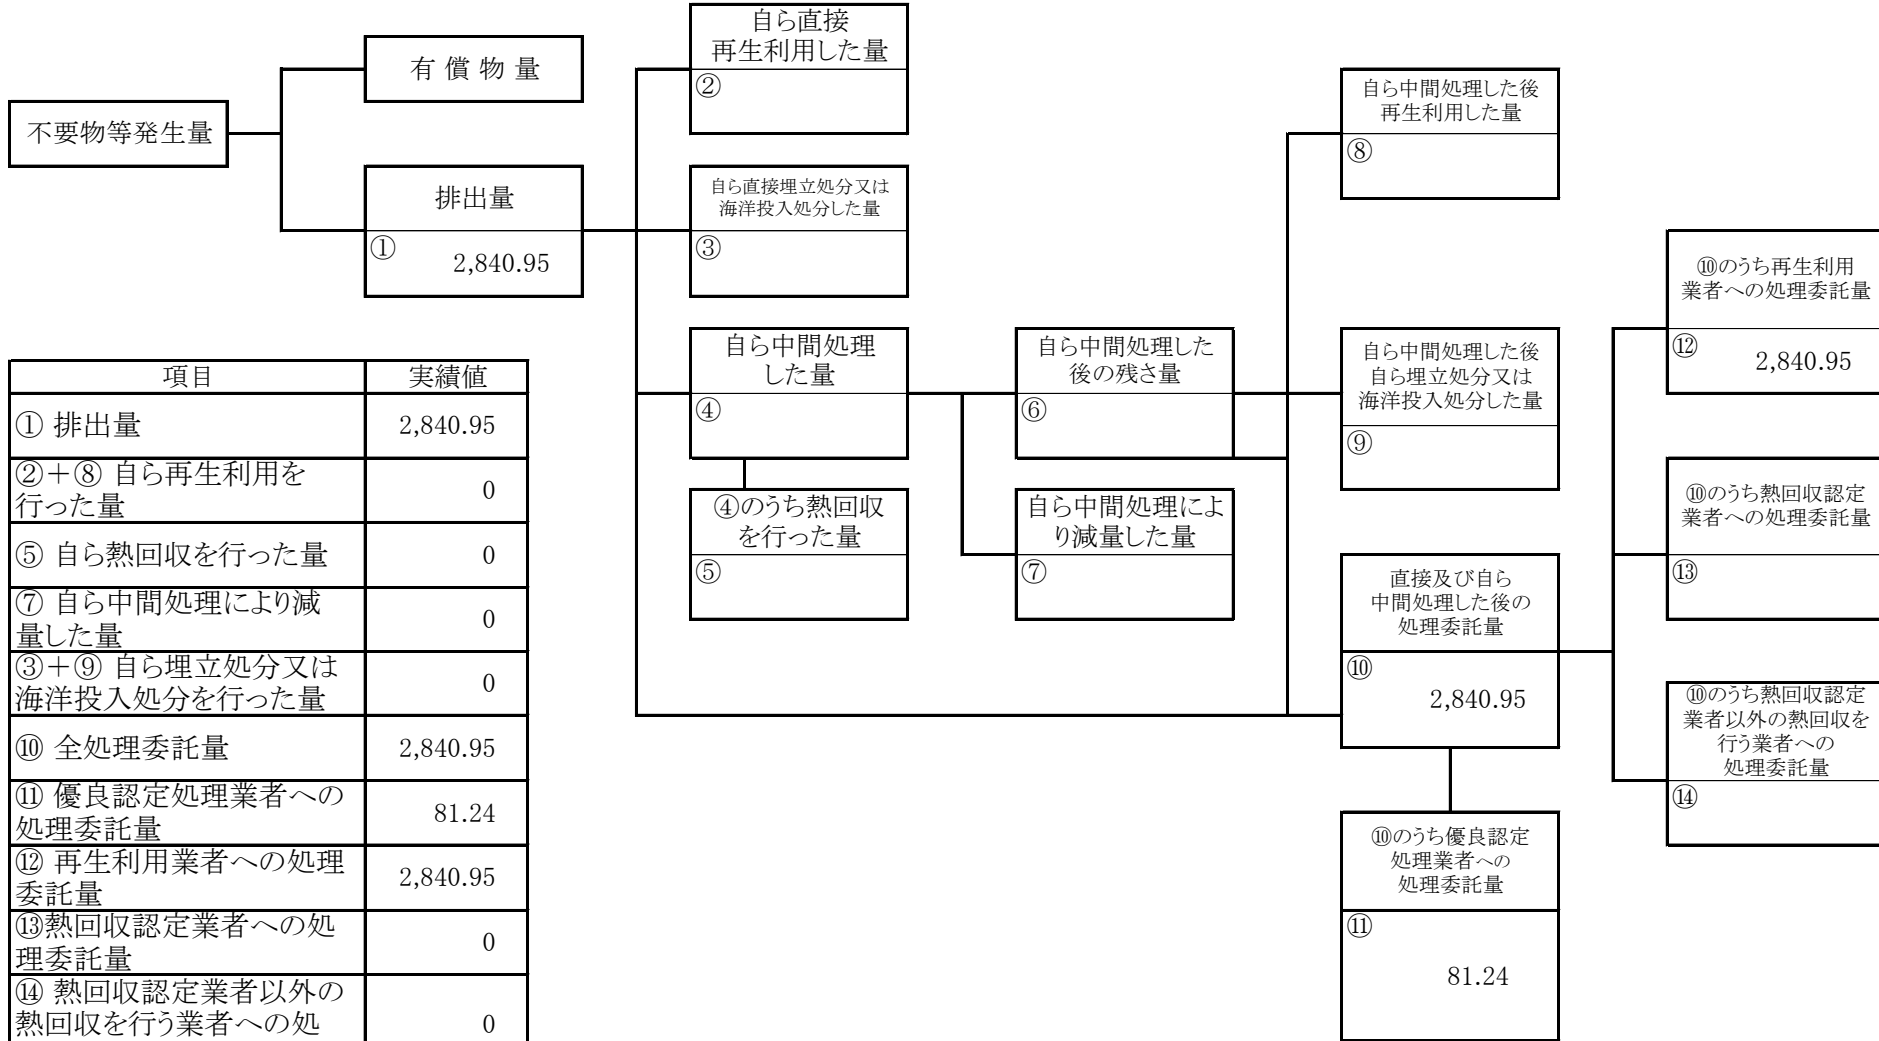 不要物等発生量
有償物量
排出量
① 2,840.95
自ら直接
再生利用した量
②
自ら直接埋立処分又は
海洋投入処分した量
③
自ら中間処理
した量
④
④のうち熱回収
を行った量
⑤
自ら中間処理した
後の残さ量
⑥
自ら中間処理によ
り減量した量
⑦
自ら中間処理した後
再生利用した量
⑧
自ら中間処理した後
自ら埋立処分又は
海洋投入処分した量
⑨
直接及び自ら
中間処理した後の
処理委託量
⑩
2,840.95
⑩のうち優良認定
処理業者への
処理委託量
⑪
81.24
⑩のうち再生利用
業者への処理委託量
⑫ 2,840.95
⑩のうち熱回収認定
業者への処理委託量
⑬
⑩のうち熱回収認定
業者以外の熱回収を
行う業者への
処理委託量
⑭
項目 実績値
① 排出量 2,840.95
②+⑧ 自ら再生利用を
行った量 0
⑤ 自ら熱回収を行った量 0
⑦ 自ら中間処理により減
量した量 0
③+⑨ 自ら埋立処分又は
海洋投入処分を行った量 0
⑩ 全処理委託量 2,840.95
⑪ 優良認定処理業者への
処理委託量 81.24
⑫ 再生利用業者への処理
委託量 2,840.95
⑬熱回収認定業者への処
理委託量 0
⑭ 熱回収認定業者以外の
熱回収を行う業者への処 0